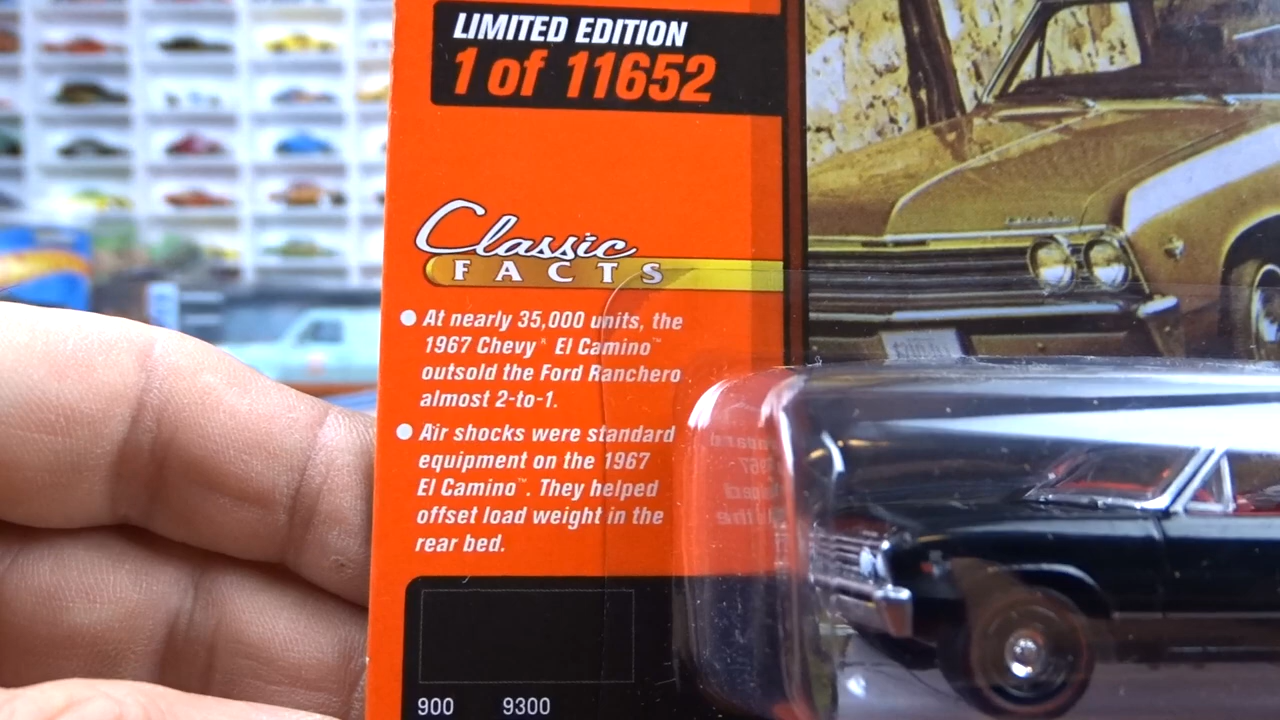 LIMITED EDITION
1 of 11652
Classic
FACTS
At nearly 35,000 units, the
1967 Chevy® El Camino™
outsold the Ford Ranchero
almost 2-to-1.
Air shocks were standard
equipment on the 1967
El Camino™. They helped
offset load weight in the
rear bed.
900 9300